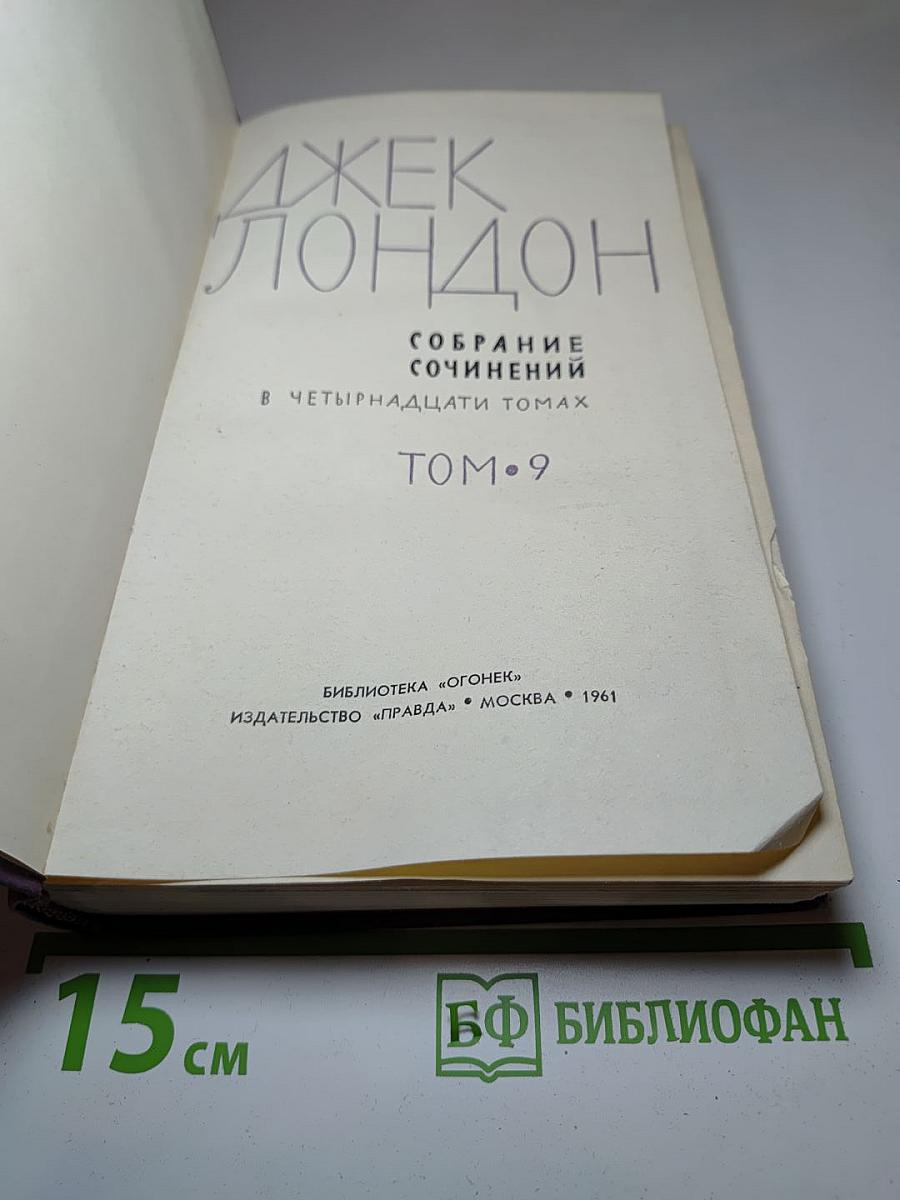 ДЖЕК
ЛОНДОН
СОБРАНИЕ
СОЧИНЕНИЙ
В ЧЕТЫРНАДЦАТИ ТОМАХ
ТОМ • 9
БИБЛИОТЕКА «ОГОНЕК»
ИЗДАТЕЛЬСТВО «ПРАВДА» • МОСКВА • 1961
15 см
БФ БИБЛИОФАН